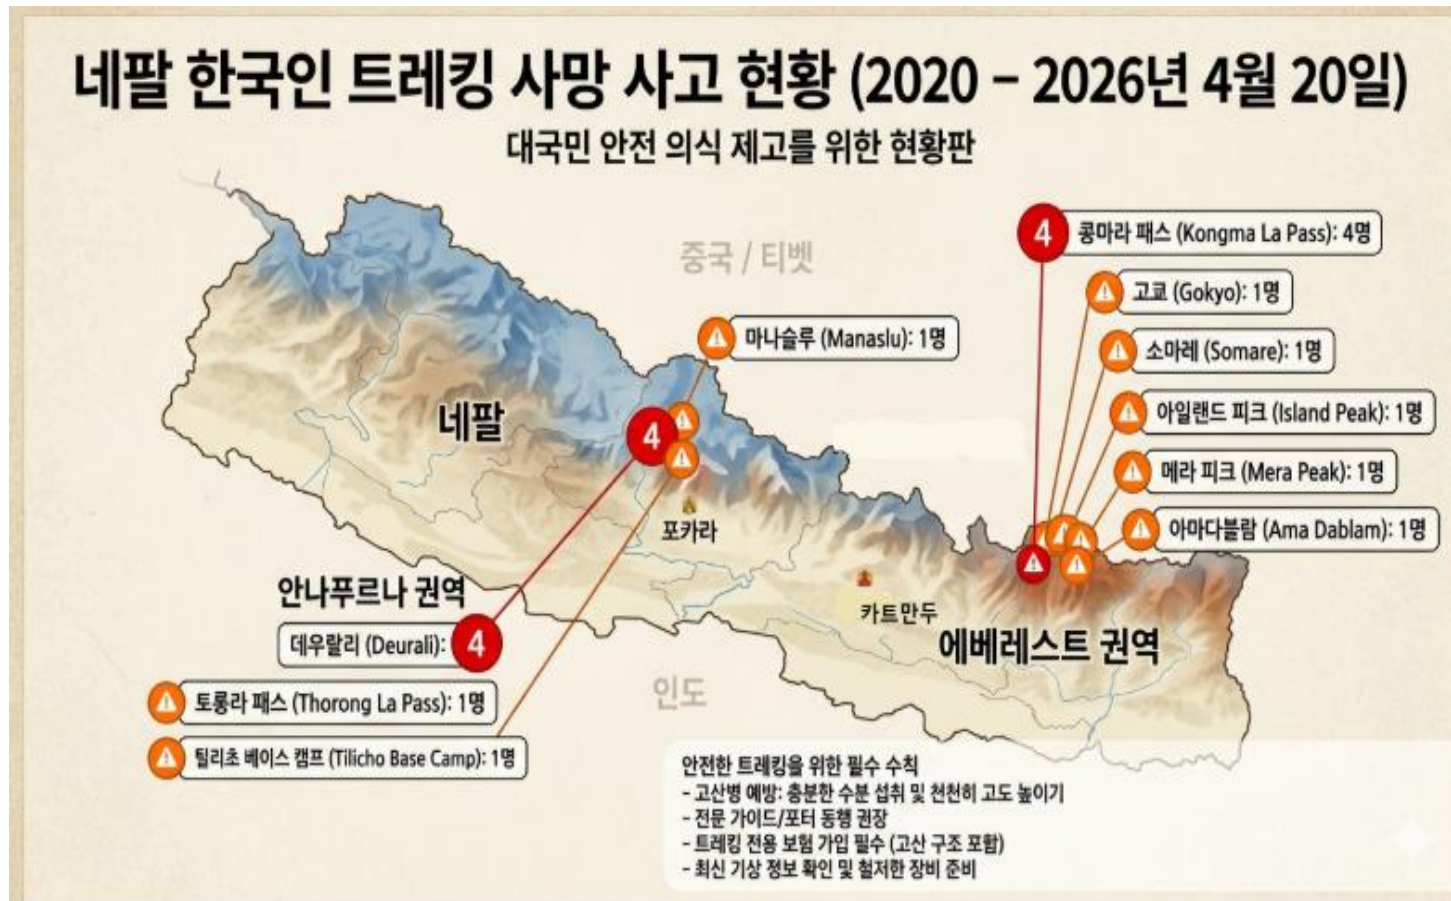 네팔 한국인 트레킹 사망 사고 현황 (2020 - 2026년 4월 20일)
대국민 안전 의식 제고를 위한 현황판
중국 / 티벳
4
콩마라 패스 (Kongma La Pass): 4명
고쿄 (Gokyo): 1명
마나슬루 (Manaslu): 1명
소마레 (Somare): 1명
아일랜드 피크 (Island Peak): 1명
네팔
4
메라 피크 (Mera Peak): 1명
포카라
아마다블람 (Ama Dablam): 1명
안나푸르나 권역
카트만두
데우랄리 (Deurali): 4
에베레스트 권역
토롱라 패스 (Thorong La Pass): 1명
인도
틸리초 베이스 캠프 (Tilicho Base Camp): 1명
안전한 트레킹을 위한 필수 수칙
- 고산병 예방: 충분한 수분 섭취 및 천천히 고도 높이기
- 전문 가이드/포터 동행 권장
- 트레킹 전용 보험 가입 필수 (고산 구조 포함)
- 최신 기상 정보 확인 및 철저한 장비 준비